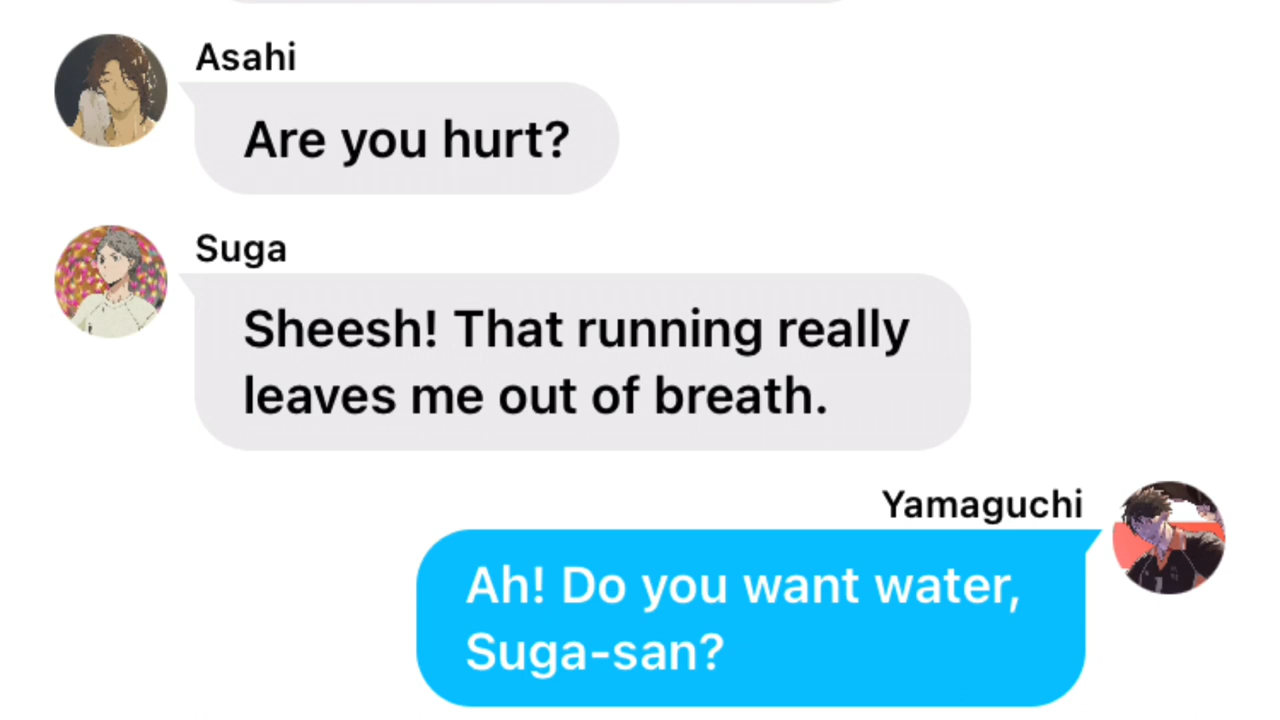 Asahi
Are you hurt?
Suga
Sheesh! That running really
leaves me out of breath.
Yamaguchi
Ah! Do you want water,
Suga-san?